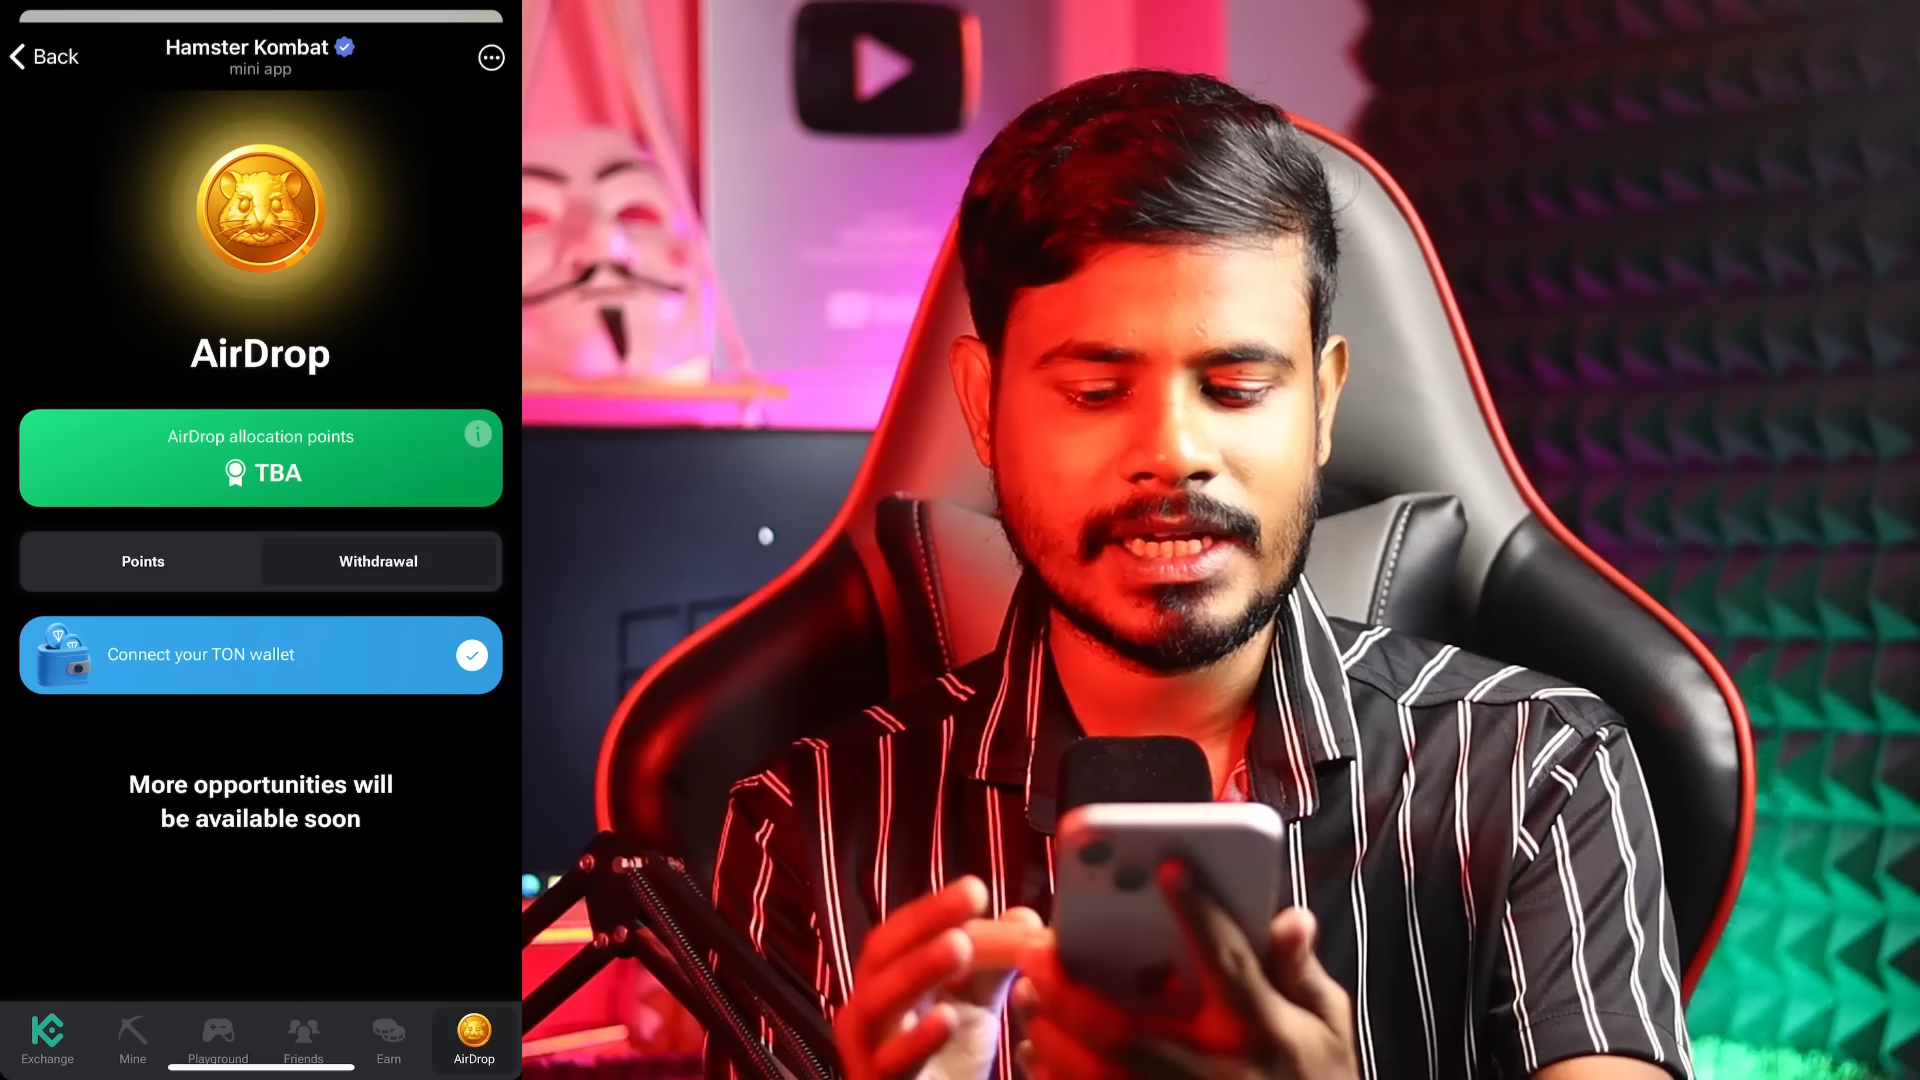 Back
Hamster Kombat
mini app
AirDrop
AirDrop allocation points
TBA
Points
Withdrawal
Connect your TON wallet
More opportunities will
be available soon
Exchange
Mine
Playground
Friends
Earn
AirDrop